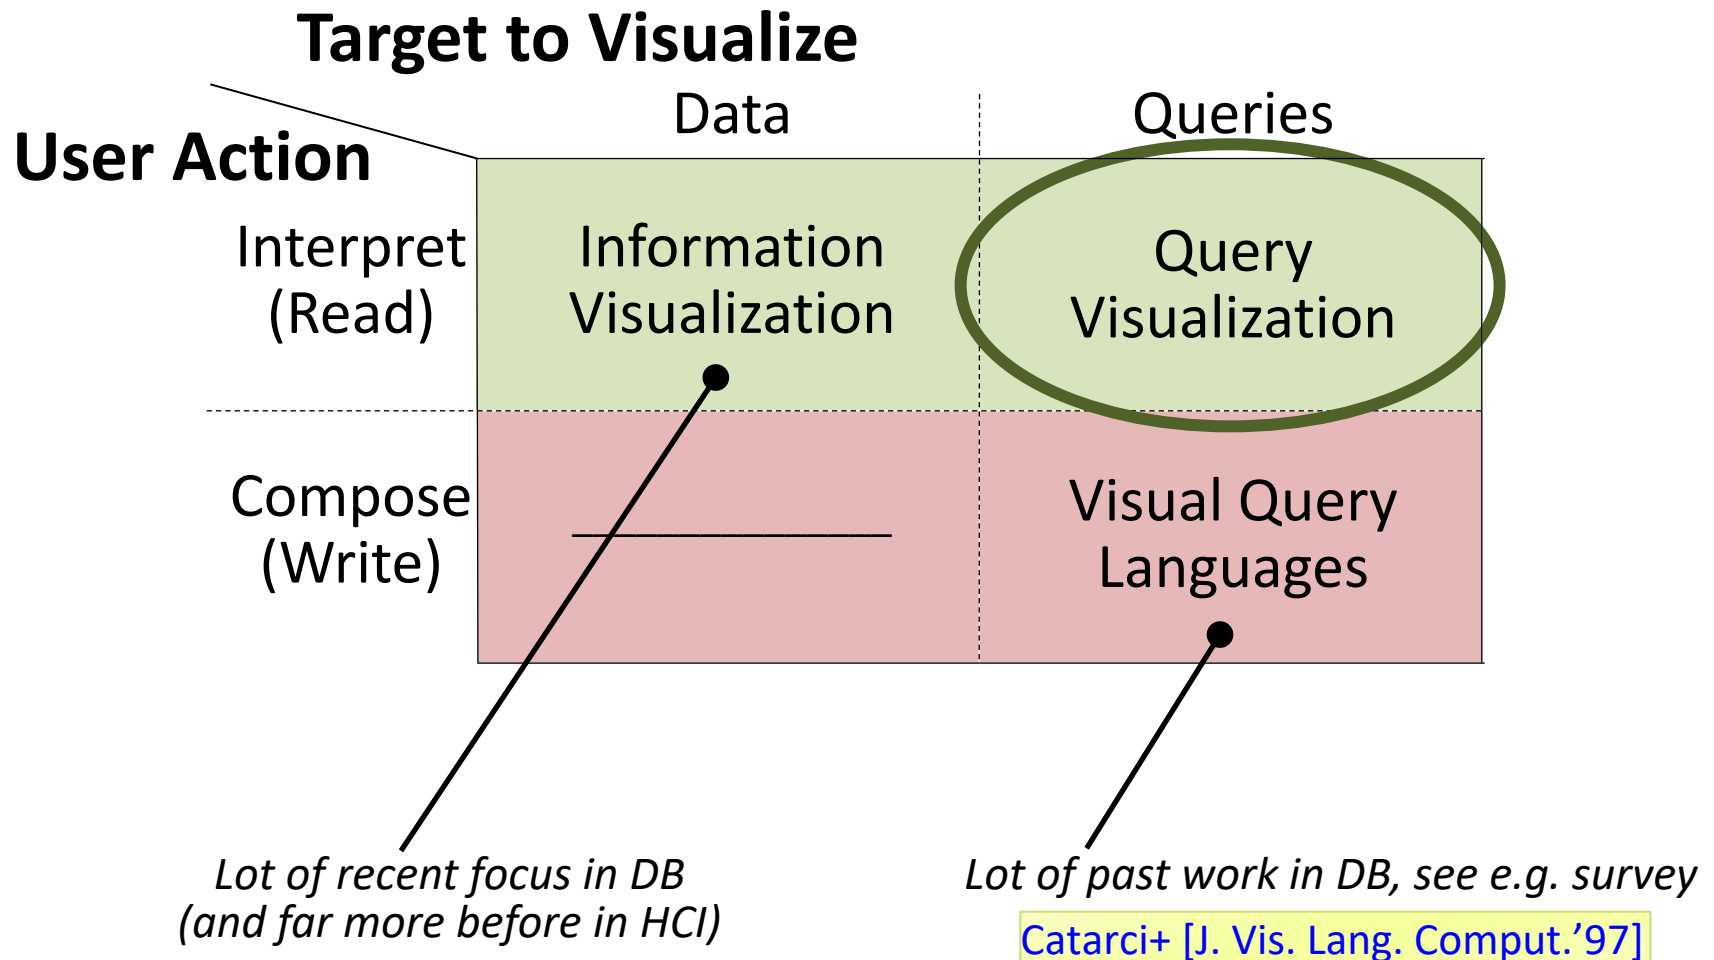 Target to Visualize
User Action
Data
Queries
Interpret
(Read)
Information
Visualization
Query
Visualization
Compose
(Write)
_______________
Visual Query
Languages
Lot of recent focus in DB
(and far more before in HCI)
Lot of past work in DB, see e.g. survey
Catarci+ [J. Vis. Lang. Comput.’97]